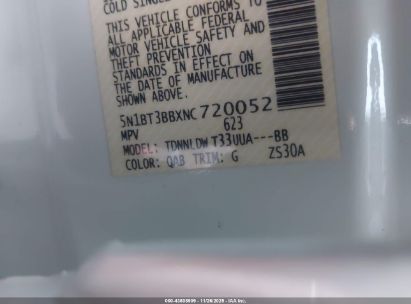 COLD SINGLE
THIS VEHICLE CONFORMS TO
ALL APPLICABLE FEDERAL
MOTOR VEHICLE SAFETY AND
THEFT PREVENTION
STANDARDS IN EFFECT ON
THE DATE OF MANUFACTURE
SHOWN ABOVE.
5N1BT3BBXNC720052
MPV 623
MODEL: TDNNLDW T33UUA---BB
COLOR: QAB TRIM: G ZS30A